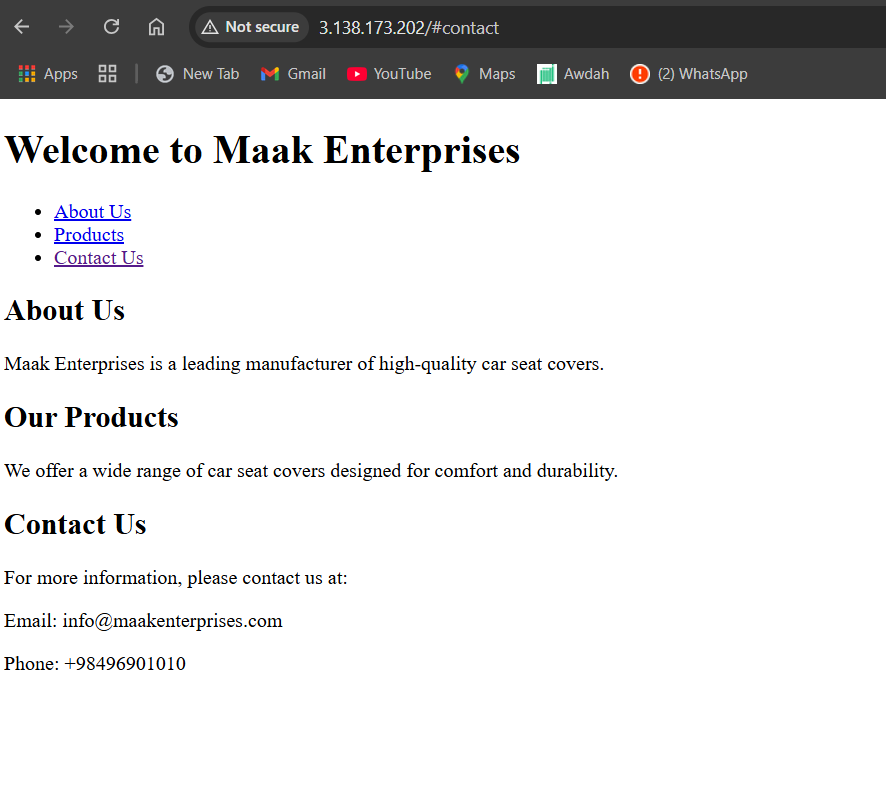 Not secure 3.138.173.202/#contact
Apps New Tab Gmail YouTube Maps Awdah (2) WhatsApp
Welcome to Maak Enterprises
About Us
Products
Contact Us
About Us
Maak Enterprises is a leading manufacturer of high-quality car seat covers.
Our Products
We offer a wide range of car seat covers designed for comfort and durability.
Contact Us
For more information, please contact us at:
Email: info@maakenterprises.com
Phone: +98496901010